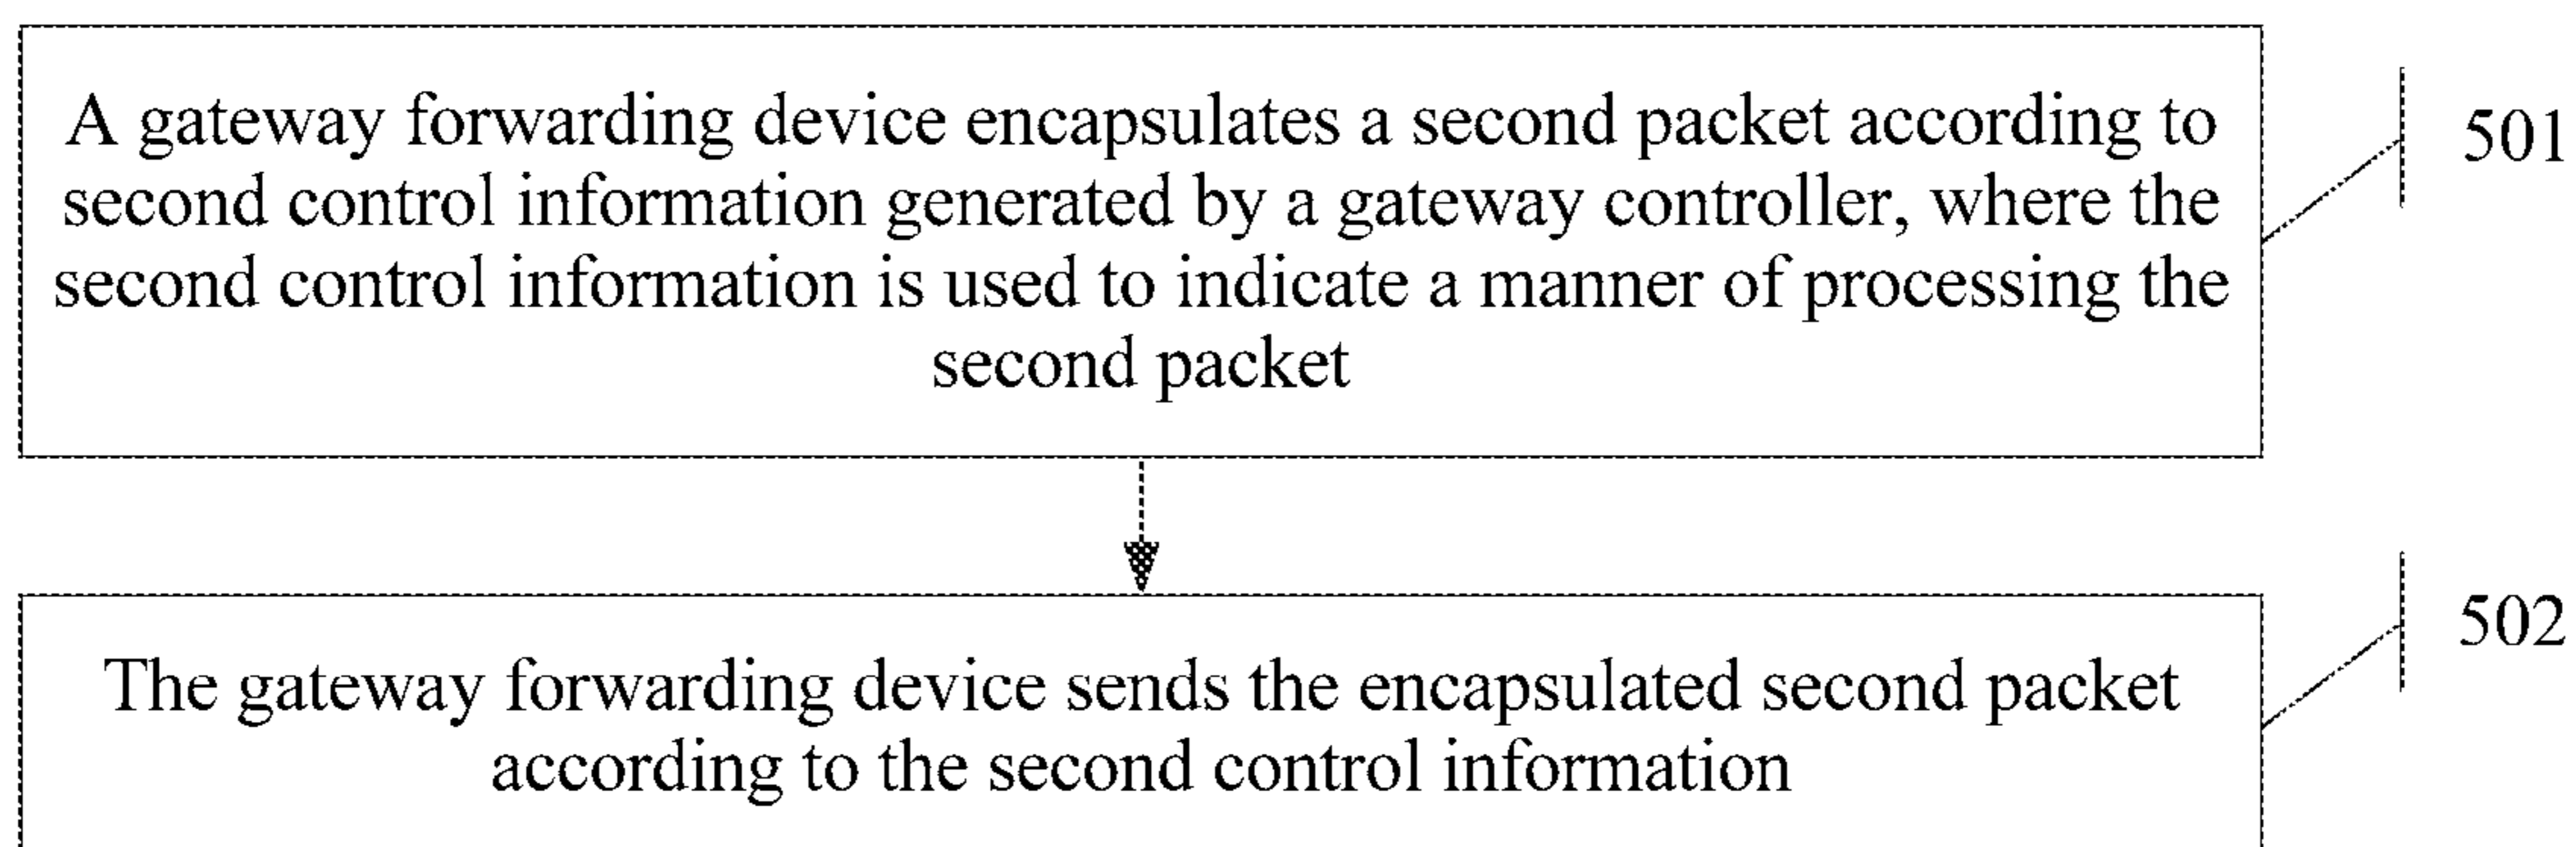 A gateway forwarding device encapsulates a second packet according to
second control information generated by a gateway controller, where the
second control information is used to indicate a manner of processing the
second packet
501
The gateway forwarding device sends the encapsulated second packet
according to the second control information
502